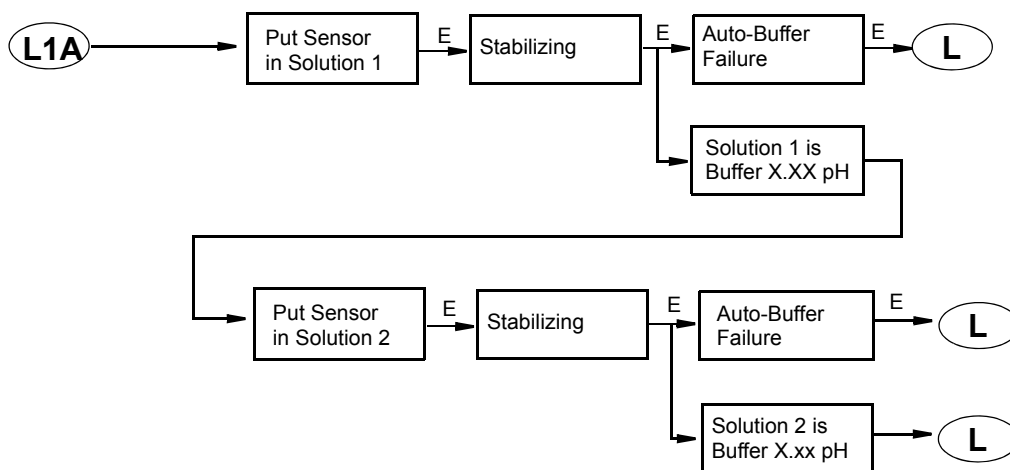 L1A
Put Sensor
in Solution 1
E
Stabilizing
E
Auto-Buffer
Failure
E
L
Solution 1 is
Buffer X.XX pH
Put Sensor
in Solution 2
E
Stabilizing
E
Auto-Buffer
Failure
E
L
Solution 2 is
Buffer X.xx pH
L